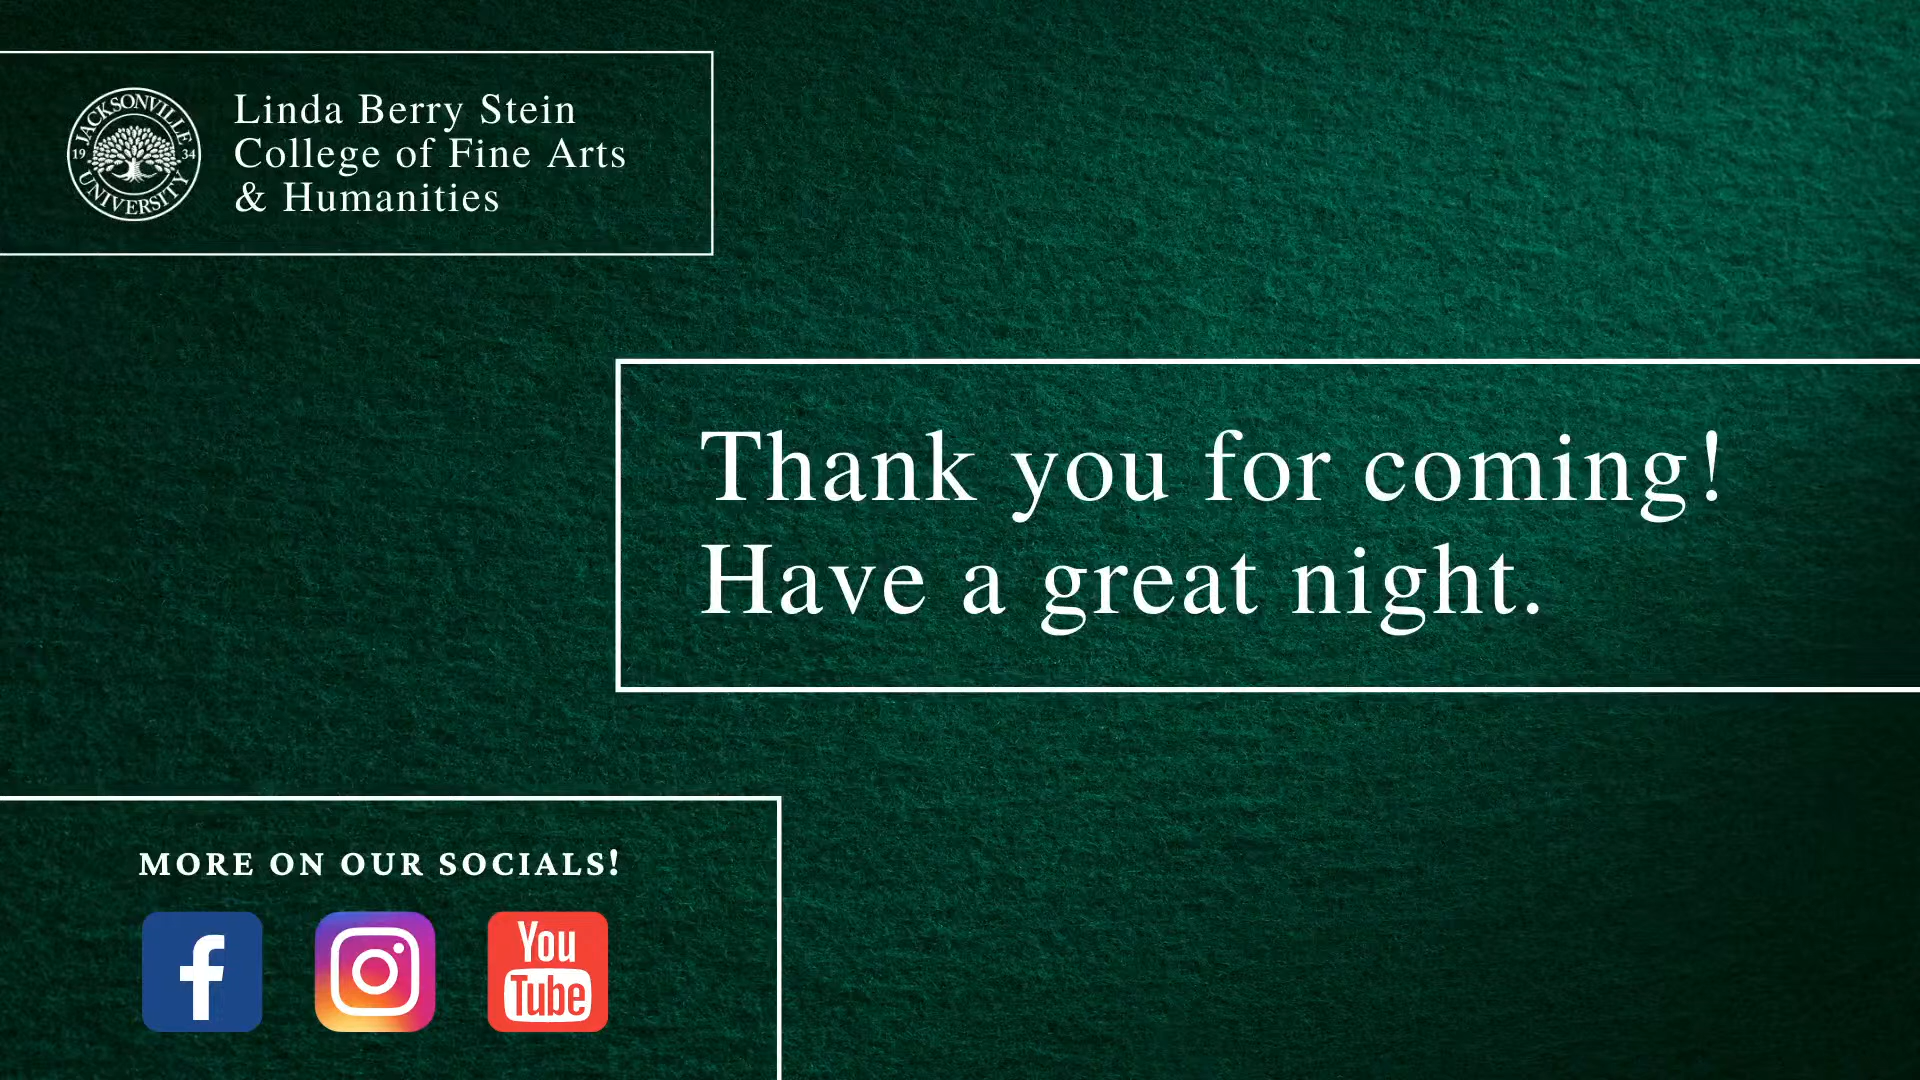 JACKSONVILLE
19 34
UNIVERSITY
Linda Berry Stein
College of Fine Arts
& Humanities
Thank you for coming!
Have a great night.
MORE ON OUR SOCIALS!
f
You
Tube